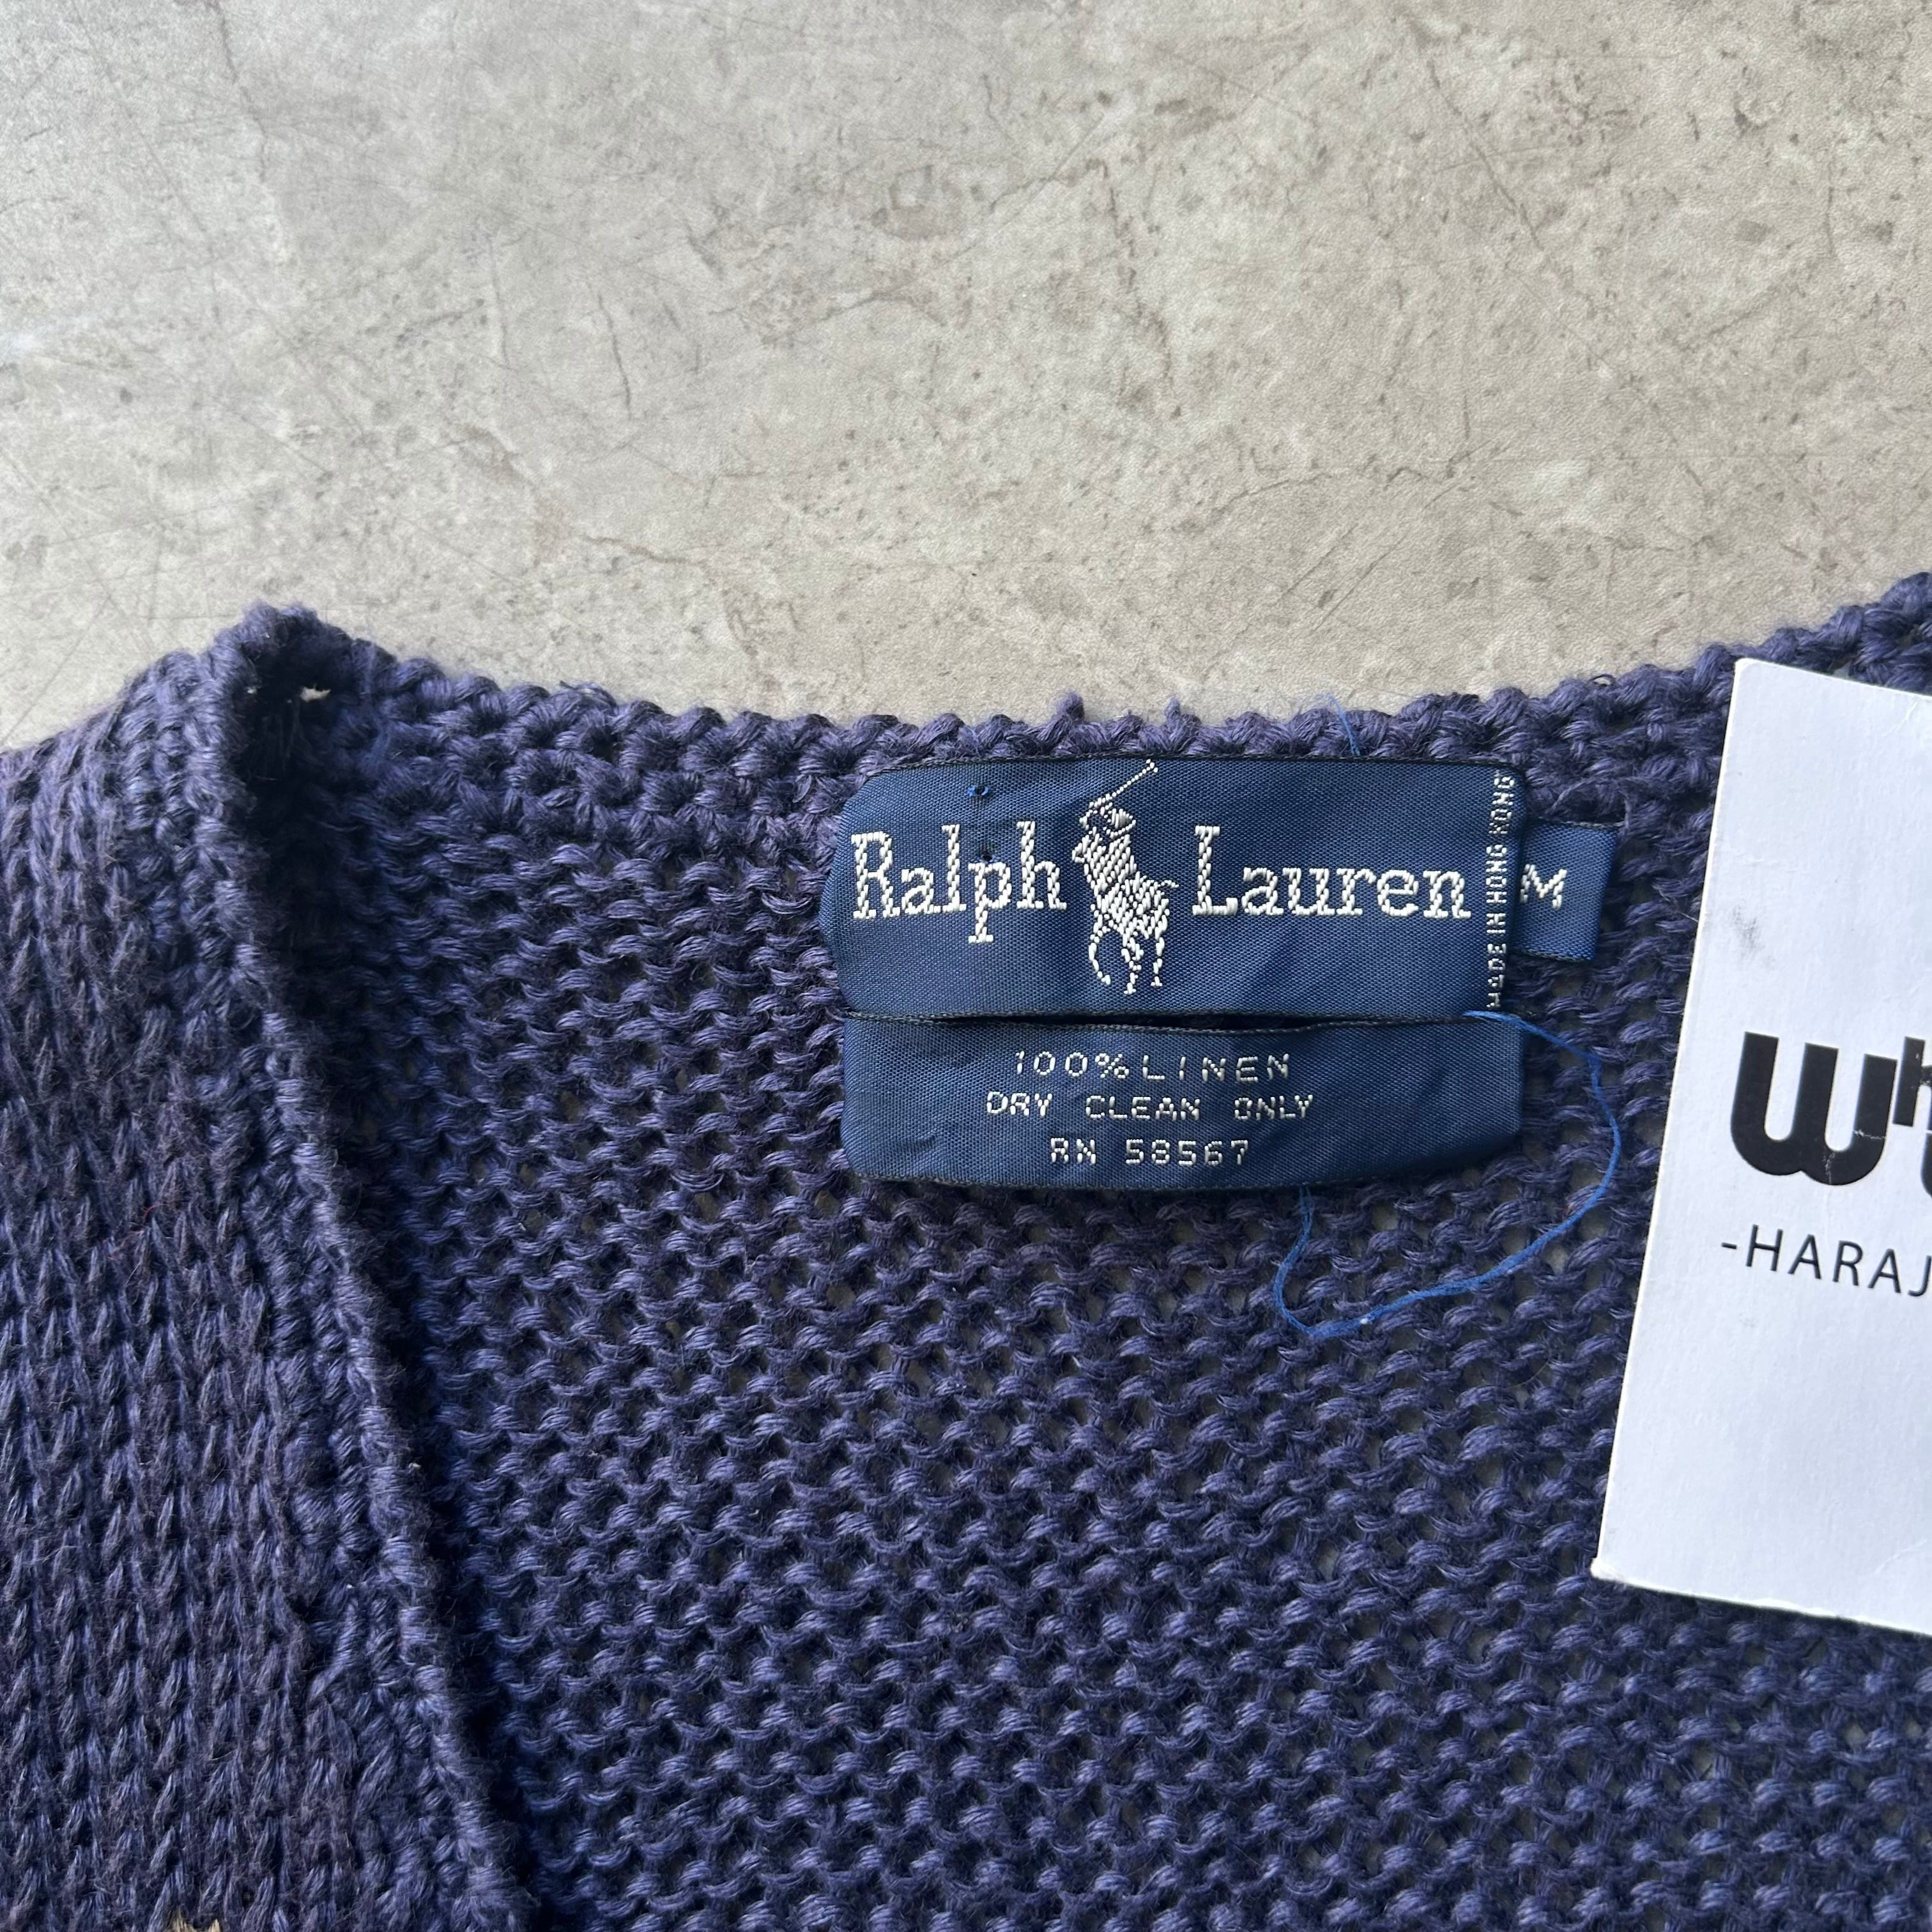 Ralph Lauren
MADE IN HONG KONG
M
100% LINEN
DRY CLEAN ONLY
RN 58567
-HARAJ